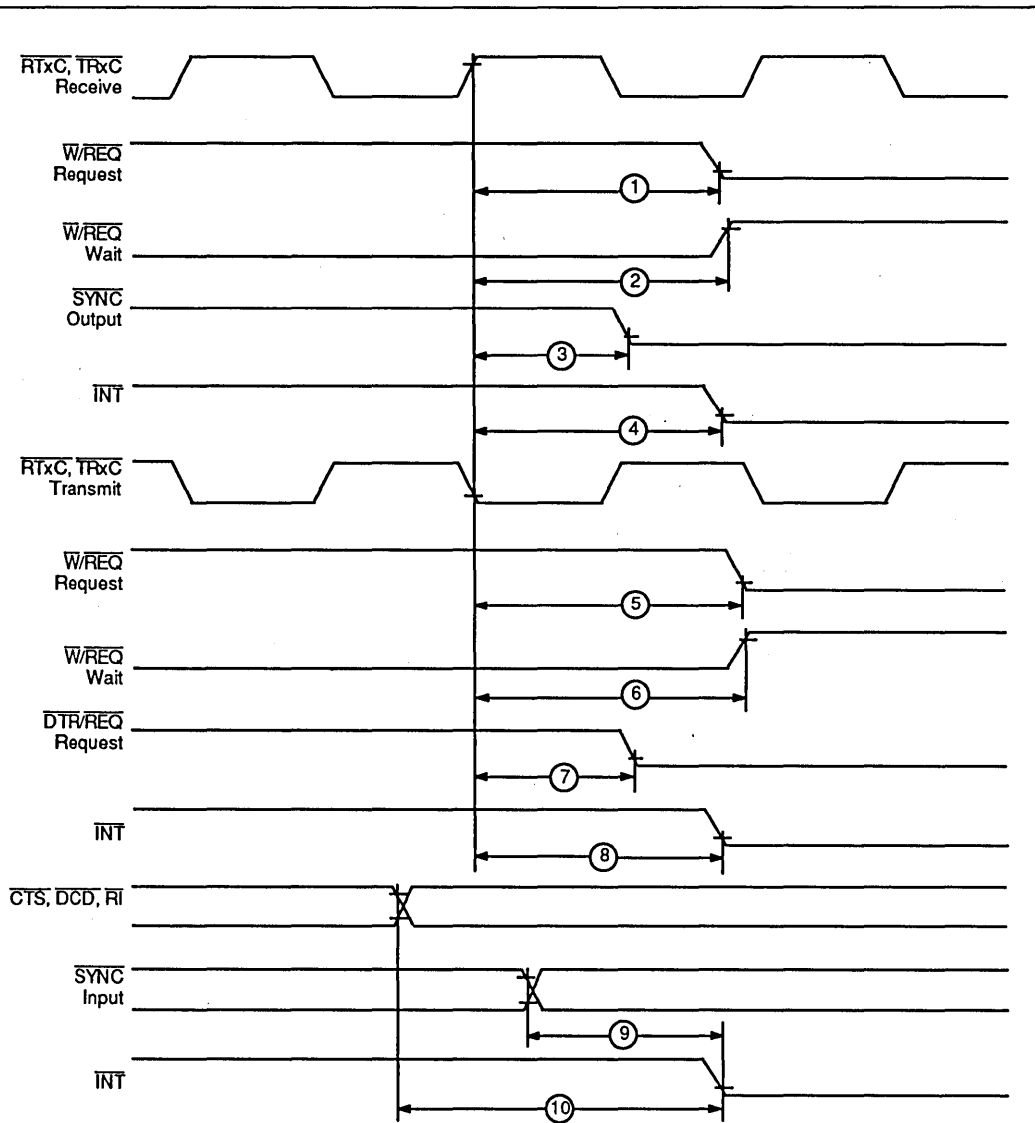 RTxC, TRxC
Receive
W/REQ
Request
1
W/REQ
Wait
2
SYNC
Output
3
INT
4
RTxC, TRxC
Transmit
W/REQ
Request
5
W/REQ
Wait
6
DTR/REQ
Request
7
INT
8
CTS, DCD, RI
SYNC
Input
9
INT
10